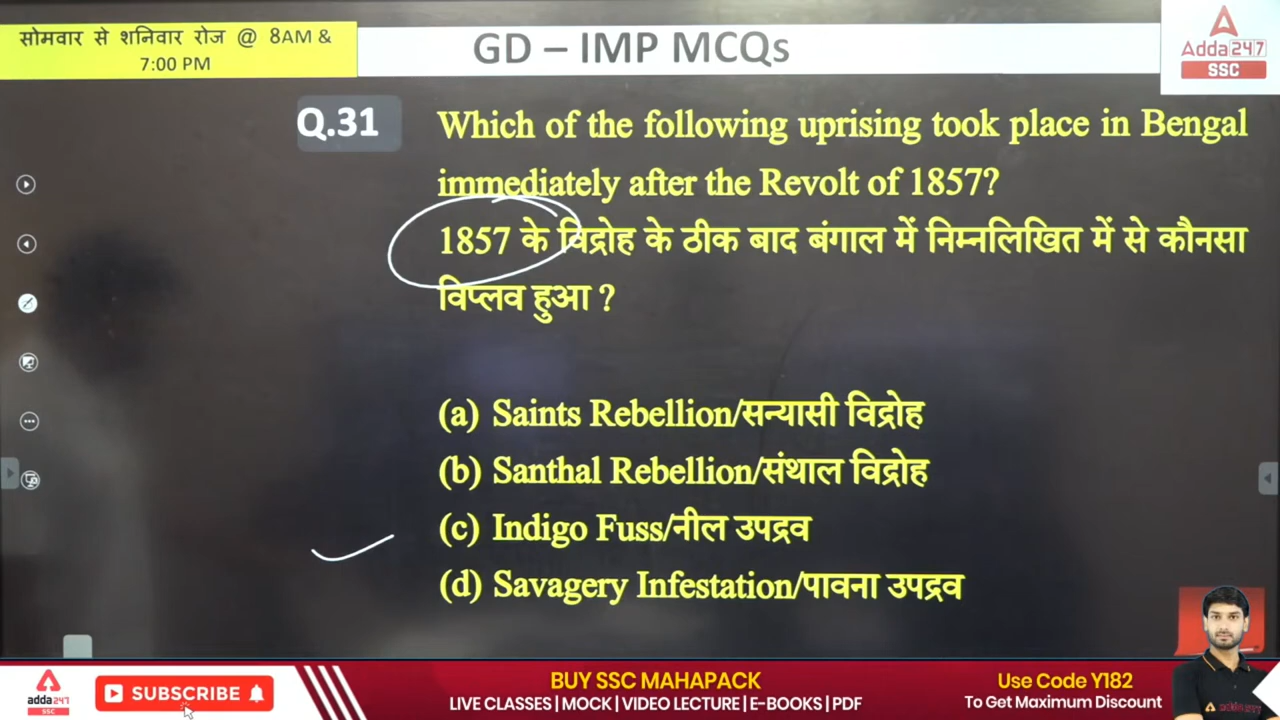 सोमवार से शनिवार रोज @ 8AM &
7:00 PM
GD – IMP MCQs
Adda247
SSC
Q.31
Which of the following uprising took place in Bengal
immediately after the Revolt of 1857?
1857 के विद्रोह के ठीक बाद बंगाल में निम्नलिखित में से कौनसा
विप्लव हुआ ?
(a) Saints Rebellion/सन्यासी विद्रोह
(b) Santhal Rebellion/संथाल विद्रोह
(c) Indigo Fuss/नील उपद्रव
(d) Savagery Infestation/पावना उपद्रव
adda247
SSC
SUBSCRIBE
BUY SSC MAHAPACK
LIVE CLASSES | MOCK | VIDEO LECTURE | E-BOOKS | PDF
Use Code Y182
To Get Maximum Discount